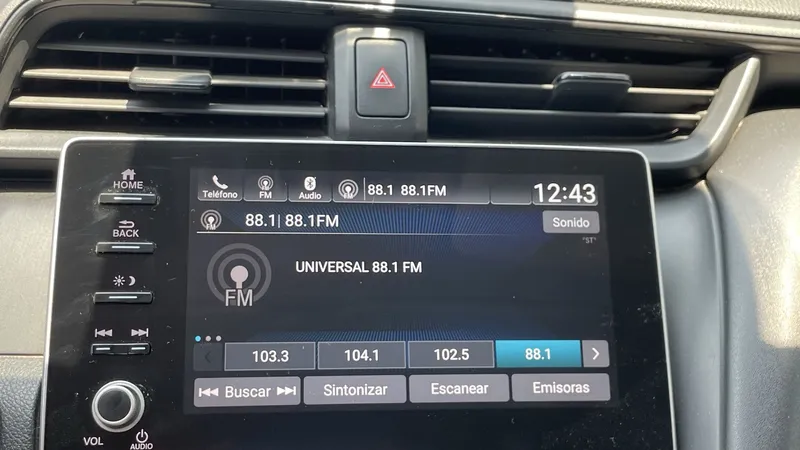 HOME
BACK
VOL
AUDIO
Teléfono
FM
Audio
88.1 88.1FM
12:43
FM
88.1| 88.1FM
Sonido
"ST"
FM
UNIVERSAL 88.1 FM
103.3
104.1
102.5
88.1
Buscar
Sintonizar
Escanear
Emisoras